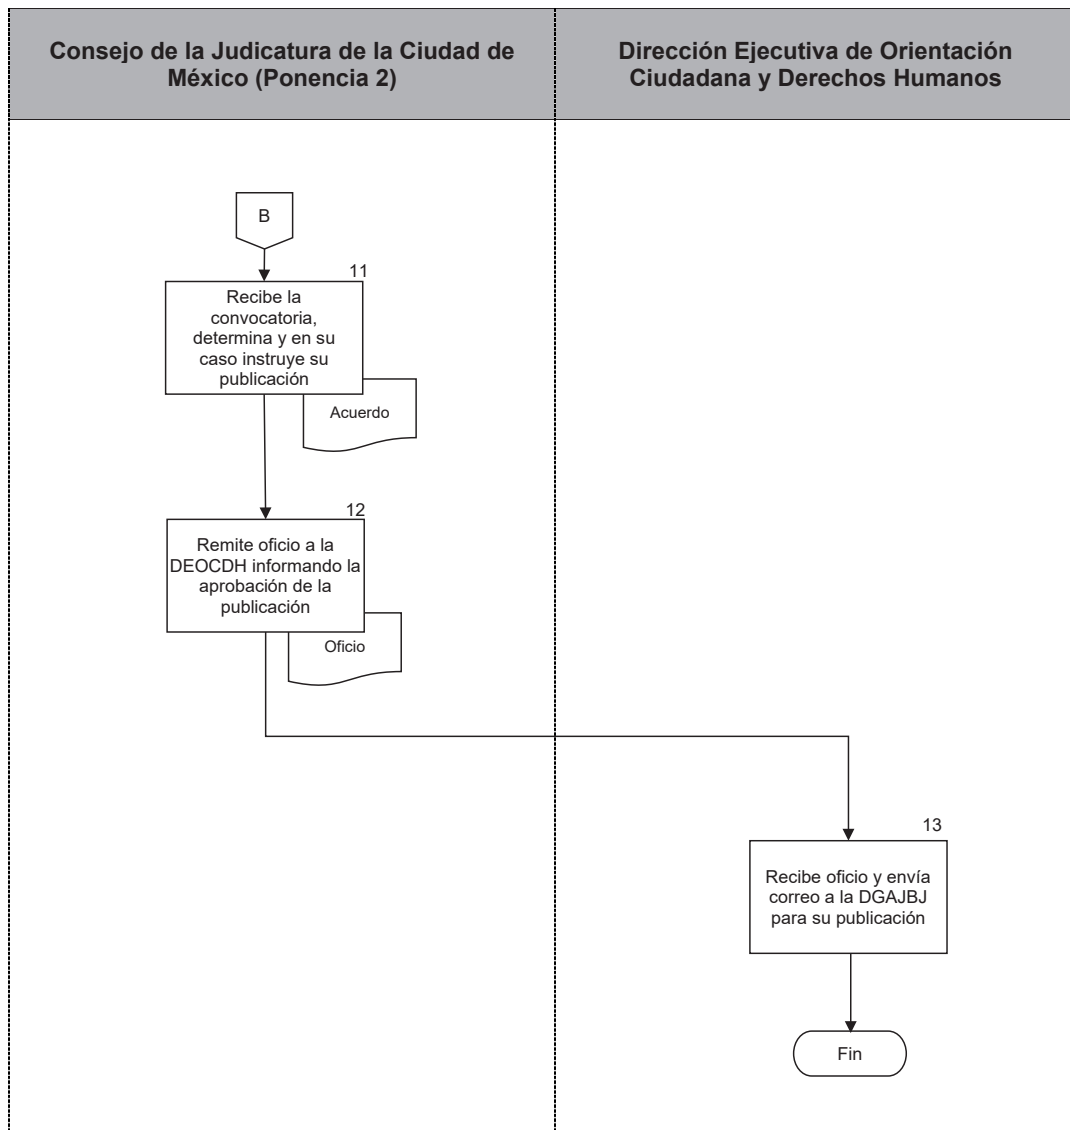 Consejo de la Judicatura de la Ciudad de
México (Ponencia 2)
Dirección Ejecutiva de Orientación
Ciudadana y Derechos Humanos
B
11
Recibe la
convocatoria,
determina y en su
caso instruye su
publicación
Acuerdo
12
Remite oficio a la
DEOCDH informando la
aprobación de la
publicación
Oficio
13
Recibe oficio y envía
correo a la DGAJBJ
para su publicación
Fin